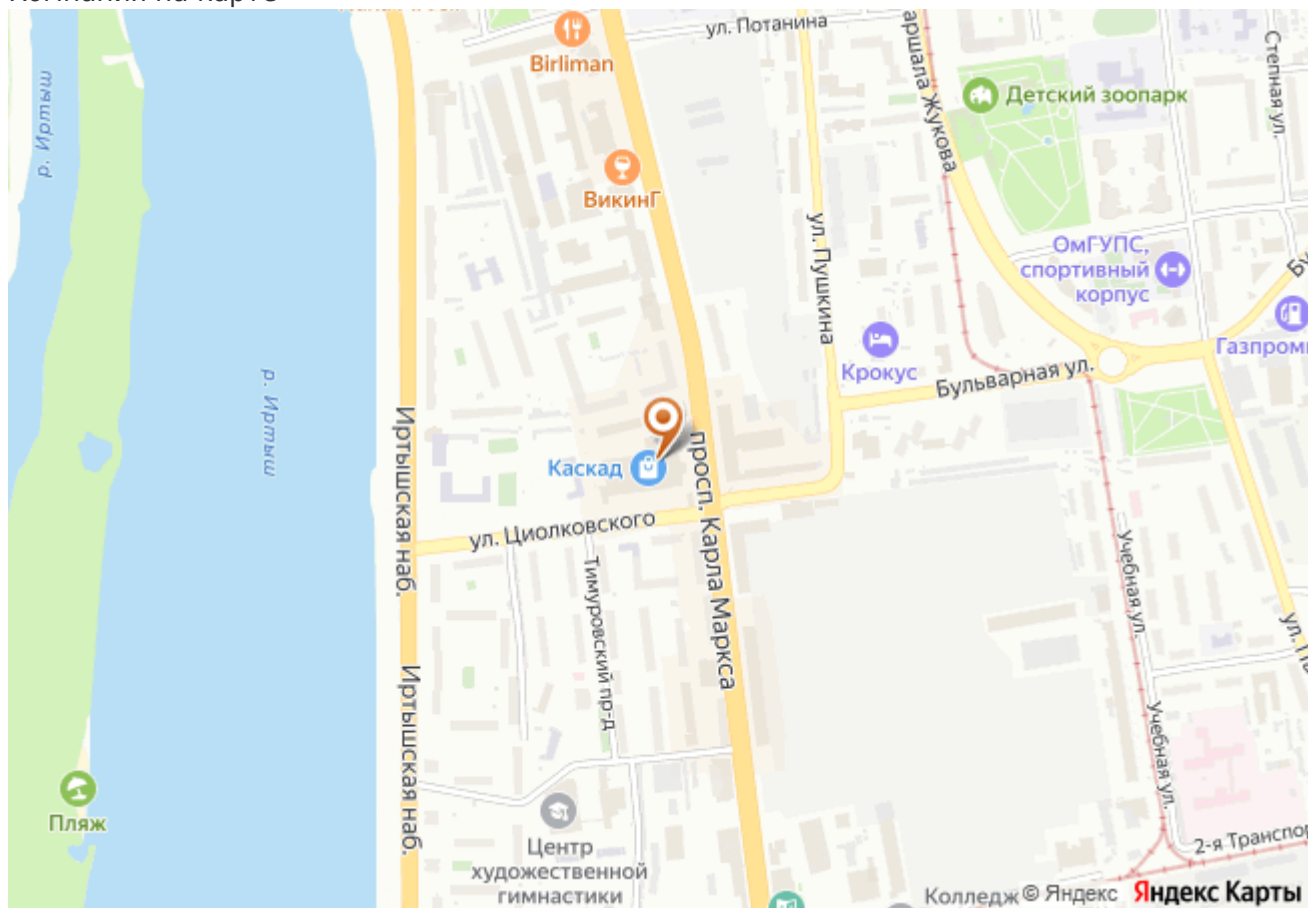 Birliman
ул. Потанина
аршала Жукова
Степная ул.
Детский зоопарк
р. Иртыш
ВикинГ
ул. Пушкина
ОмГУПС,
спортивный
корпус
Газпром
Крокус
Бульварная ул.
р. Иртыш
Иртышская наб.
просп. Карла Маркса
Каскад
ул. Циолковского
Тимуровский пр-д
Учебная ул.
Иртышская наб.
Учебная ул.
Пляж
Центр
художественной
гимнастики
2-я Транспор
Колледж
© Яндекс Яндекс Карты